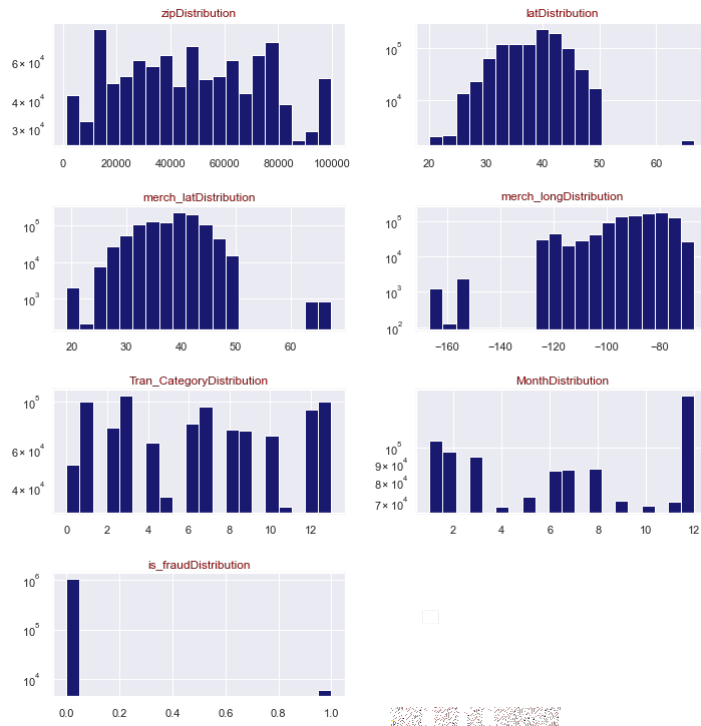 zipDistribution
latDistribution
6 × 10⁴
4 × 10⁴
3 × 10⁴
0 20000 40000 60000 80000 100000
10⁵
10⁴
20 30 40 50 60
merch_latDistribution
merch_longDistribution
10⁵
10⁴
10³
20 30 40 50 60
10⁵
10⁴
10³
10²
−160 −140 −120 −100 −80
Tran_CategoryDistribution
MonthDistribution
10⁵
6 × 10⁴
4 × 10⁴
0 2 4 6 8 10 12
10⁵
9 × 10⁴
8 × 10⁴
7 × 10⁴
2 4 6 8 10 12
is_fraudDistribution
10⁶
10⁵
10⁴
0.0 0.2 0.4 0.6 0.8 1.0